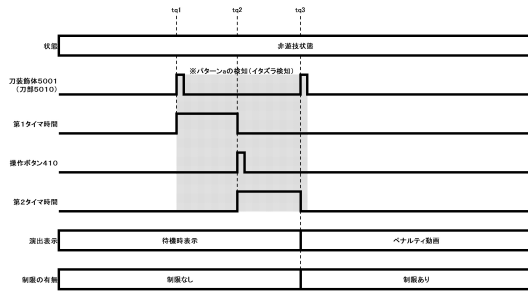 tq1 tq2 tq3
状態 非遊技状態
※パターンaの検知(イタズラ検知)
刀装飾体5001
(刀部5010)
第1タイマ時間
操作ボタン410
第2タイマ時間
演出表示 待機時表示 ペナルティ動画
制限の有無 制限なし 制限あり